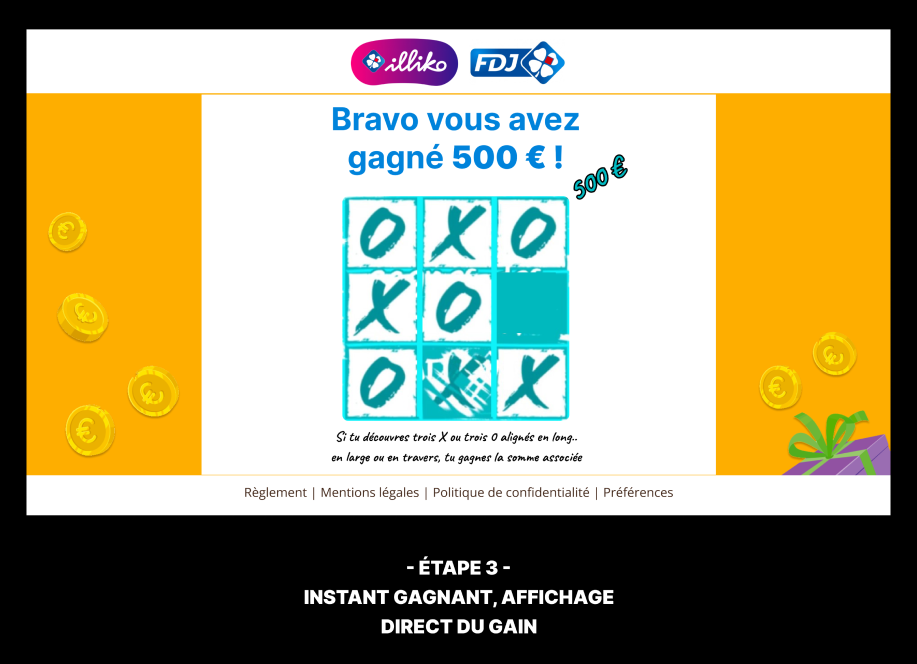 illiko FDJ
Bravo vous avez
gagné 500 € !
500 €
O X O
X O
O X X
Si tu découvres trois X ou trois O alignés en long..
en large ou en travers, tu gagnes la somme associée
Règlement | Mentions légales | Politique de confidentialité | Préférences
- ÉTAPE 3 -
INSTANT GAGNANT, AFFICHAGE
DIRECT DU GAIN